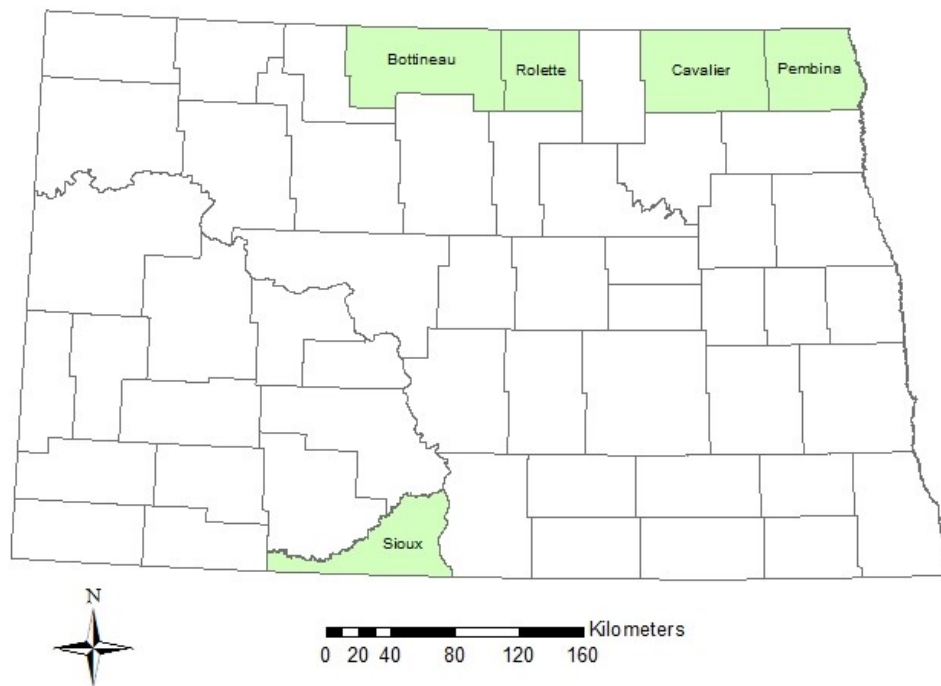 Bottineau
Rolette
Cavalier
Pembina
Sioux
N
Kilometers
0 20 40 80 120 160